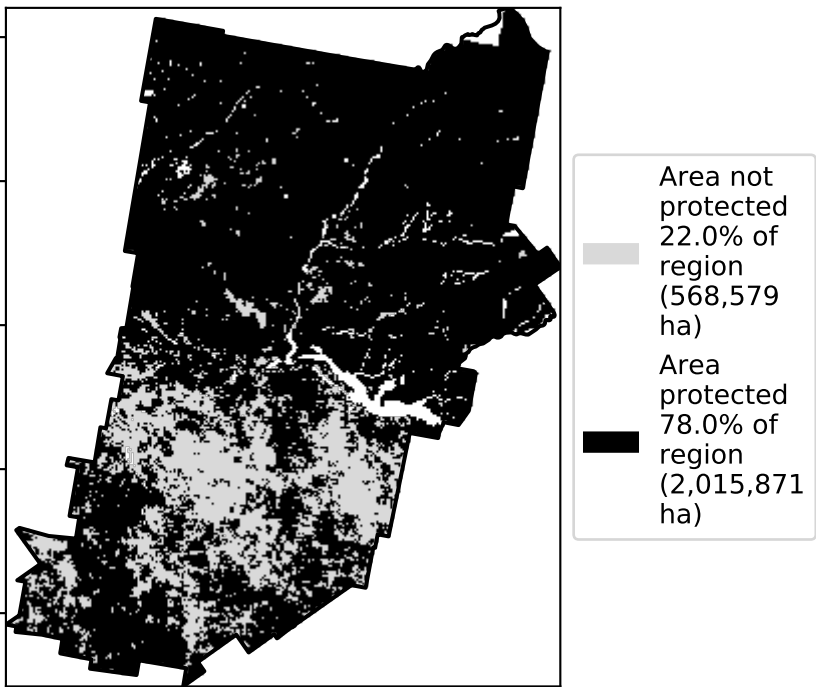 Area not
protected
22.0% of
region
(568,579
ha)
Area
protected
78.0% of
region
(2,015,871
ha)